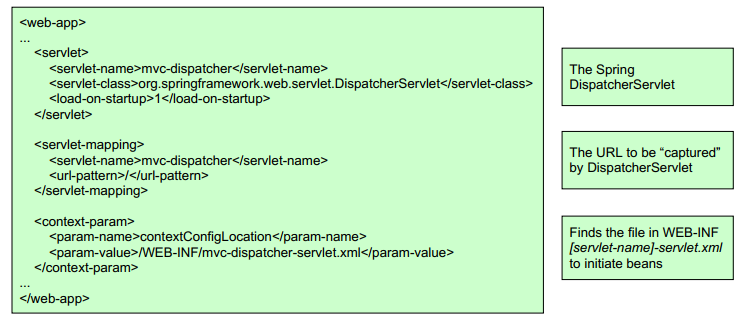 <web-app>
...
<servlet>
<servlet-name>mvc-dispatcher</servlet-name>
<servlet-class>org.springframework.web.servlet.DispatcherServlet</servlet-class>
<load-on-startup>1</load-on-startup>
</servlet>
<servlet-mapping>
<servlet-name>mvc-dispatcher</servlet-name>
<url-pattern>/</url-pattern>
</servlet-mapping>
<context-param>
<param-name>contextConfigLocation</param-name>
<param-value>/WEB-INF/mvc-dispatcher-servlet.xml</param-value>
</context-param>
...
</web-app>
The Spring
DispatcherServlet
The URL to be “captured”
by DispatcherServlet
Finds the file in WEB-INF
[servlet-name]-servlet.xml
to initiate beans